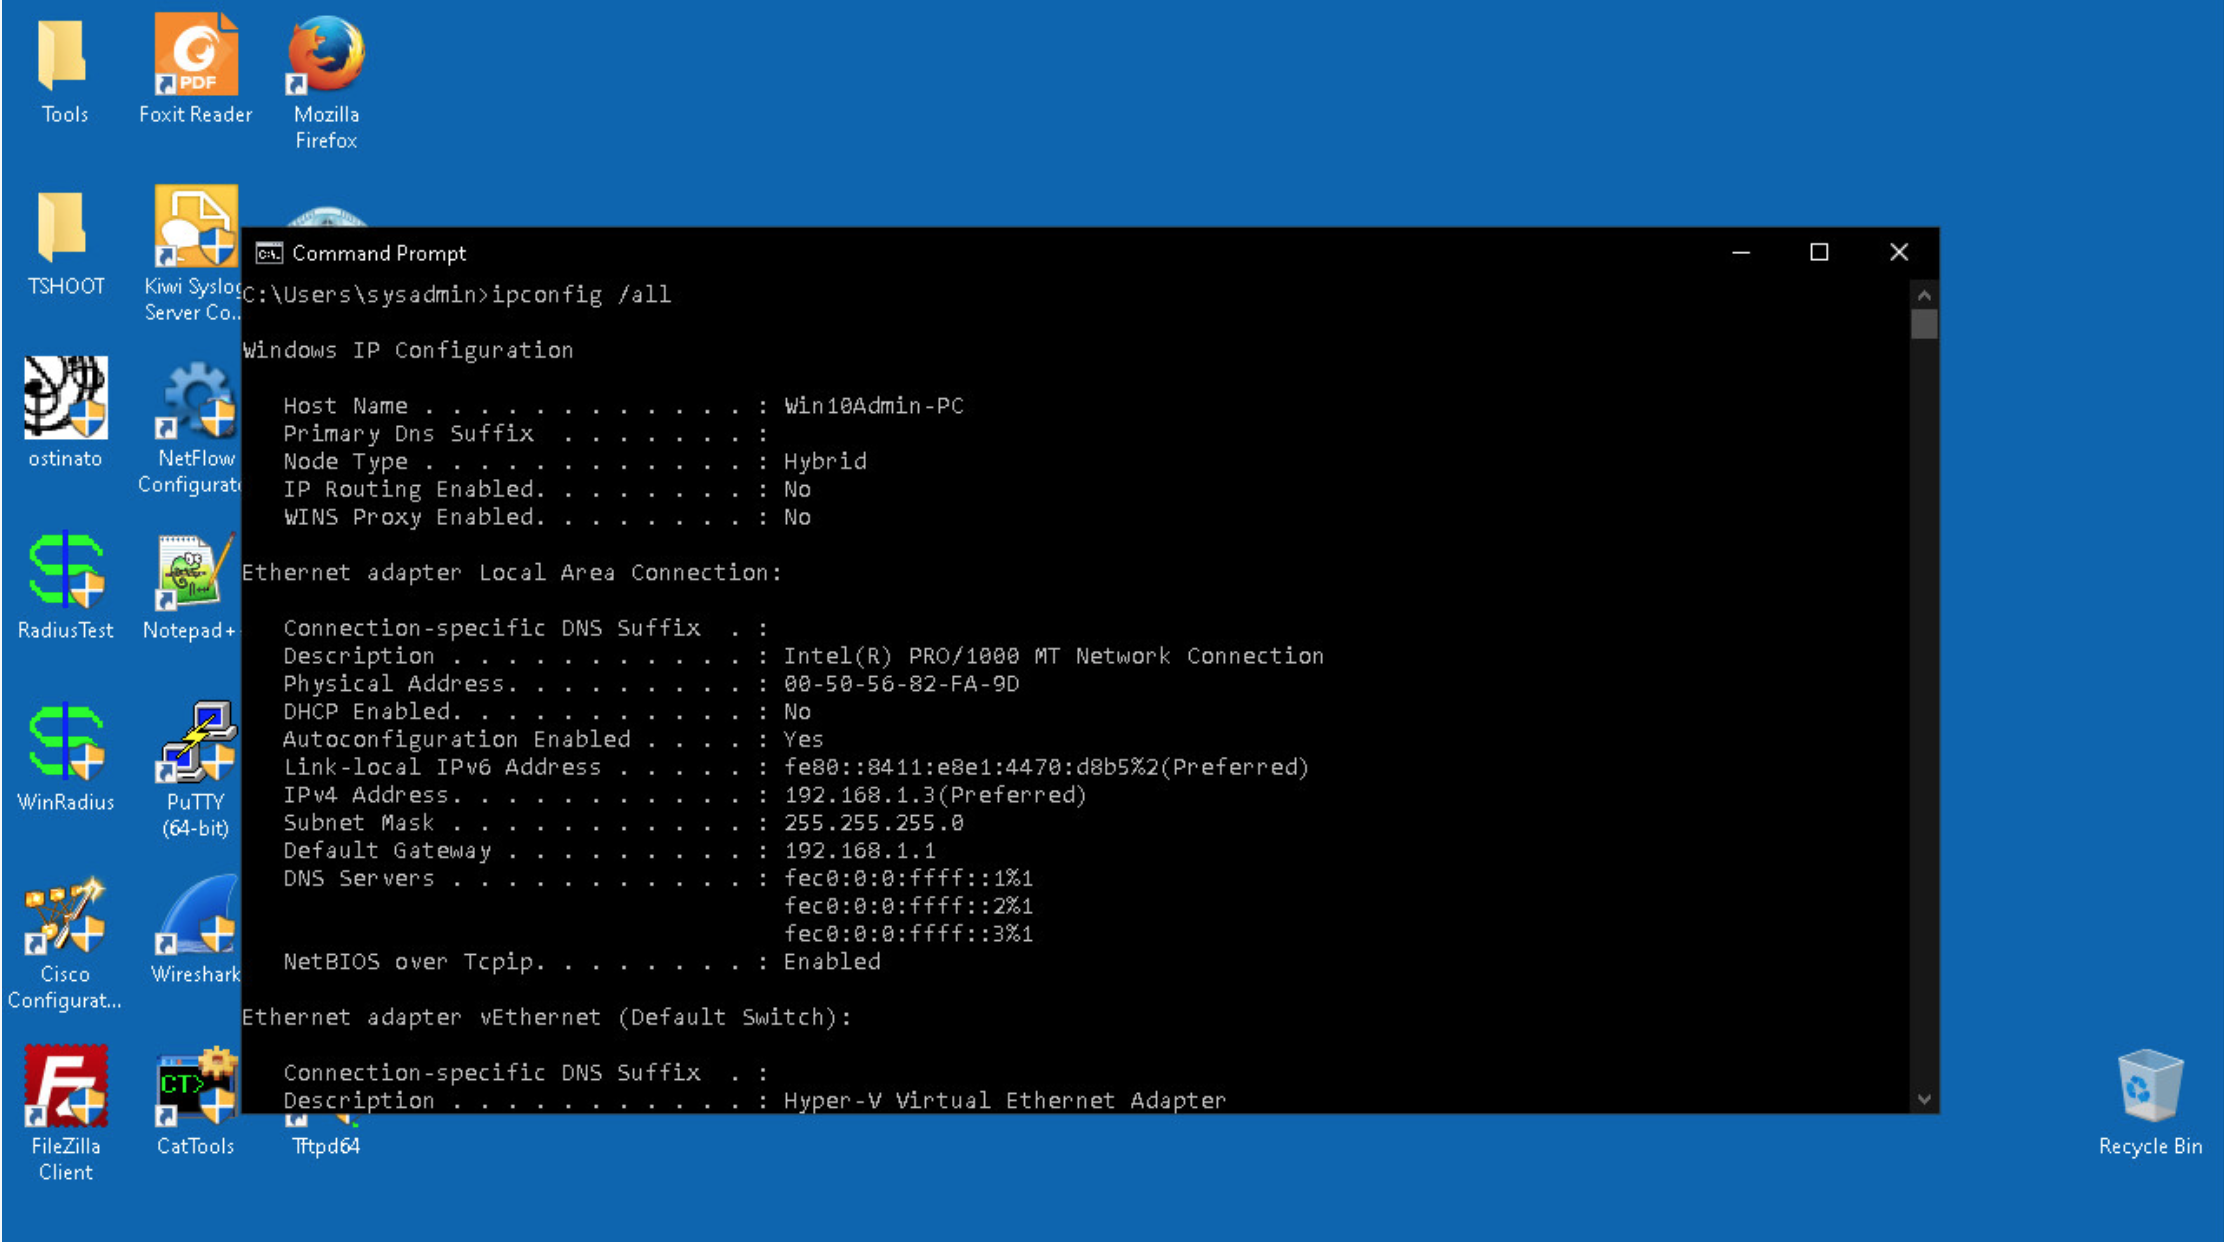 Tools
Foxit Reader
Mozilla
Firefox
TSHOOT
Kiwi Syslog
Server Co..
ostinato
NetFlow
Configurat
RadiusTest
Notepad+
WinRadius
PuTTY
(64-bit)
Cisco
Configurat...
Wireshark
FileZilla
Client
CatTools
Tftpd64
Recycle Bin
PDF
CT>
Command Prompt
C:\Users\sysadmin>ipconfig /all
Windows IP Configuration
Host Name . . . . . . . . . . . . : Win10Admin-PC
Primary Dns Suffix  . . . . . . . :
Node Type . . . . . . . . . . . . : Hybrid
IP Routing Enabled. . . . . . . . : No
WINS Proxy Enabled. . . . . . . . : No
Ethernet adapter Local Area Connection:
Connection-specific DNS Suffix  . :
Description . . . . . . . . . . . : Intel(R) PRO/1000 MT Network Connection
Physical Address. . . . . . . . . : 00-50-56-82-FA-9D
DHCP Enabled. . . . . . . . . . . : No
Autoconfiguration Enabled . . . . : Yes
Link-local IPv6 Address . . . . . : fe80::8411:e8e1:4470:d8b5%2(Preferred)
IPv4 Address. . . . . . . . . . . : 192.168.1.3(Preferred)
Subnet Mask . . . . . . . . . . . : 255.255.255.0
Default Gateway . . . . . . . . . : 192.168.1.1
DNS Servers . . . . . . . . . . . : fec0:0:0:ffff::1%1
fec0:0:0:ffff::2%1
fec0:0:0:ffff::3%1
NetBIOS over Tcpip. . . . . . . . : Enabled
Ethernet adapter vEthernet (Default Switch):
Connection-specific DNS Suffix  . :
Description . . . . . . . . . . . : Hyper-V Virtual Ethernet Adapter